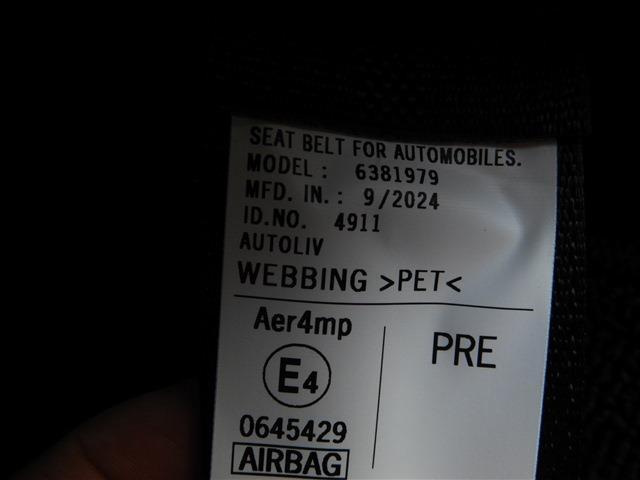 SEAT BELT FOR AUTOMOBILES.
MODEL : 6381979
MFD. IN. : 9/2024
ID.NO. 4911
AUTOLIV
WEBBING >PET<
Aer4mp
PRE
E4
0645429
AIRBAG